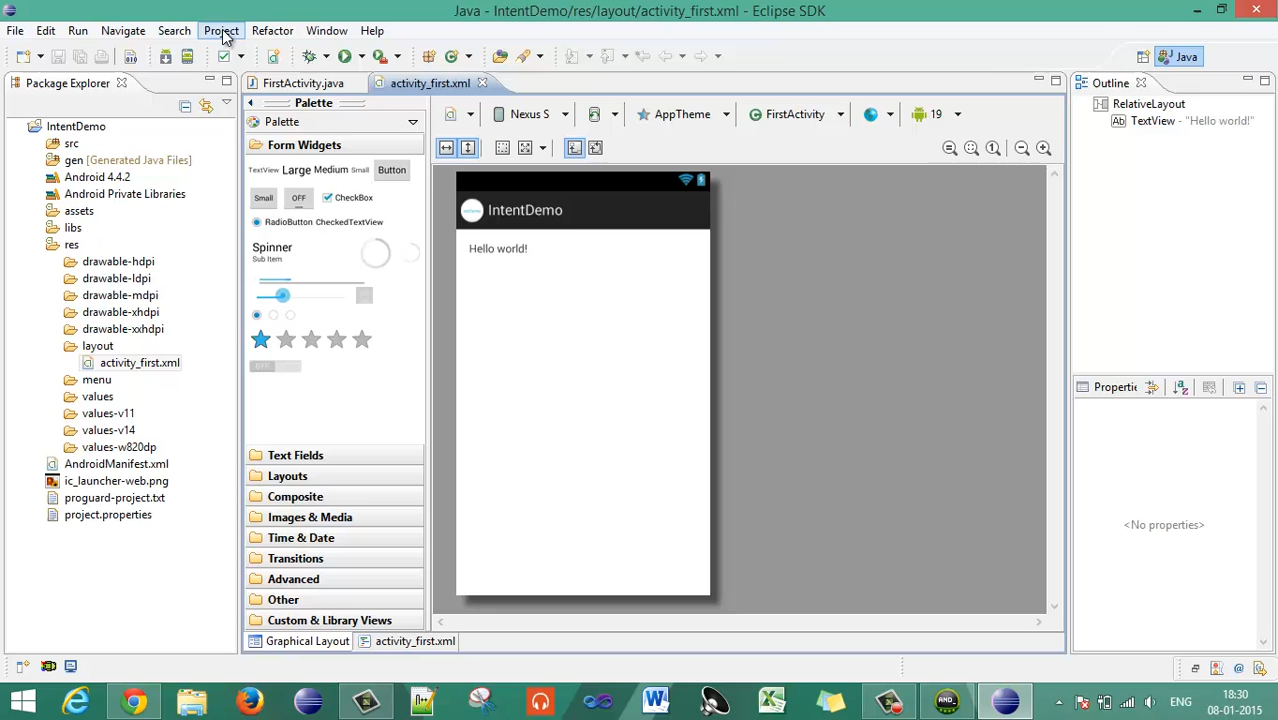 Java - IntentDemo/res/layout/activity_first.xml - Eclipse SDK
File Edit Run Navigate Search Project Refactor Window Help
Java
Package Explorer
FirstActivity.java
activity_first.xml
Outline
IntentDemo
src
gen [Generated Java Files]
Android 4.4.2
Android Private Libraries
assets
libs
res
drawable-hdpi
drawable-ldpi
drawable-mdpi
drawable-xhdpi
drawable-xxhdpi
layout
activity_first.xml
menu
values
values-v11
values-v14
values-w820dp
AndroidManifest.xml
ic_launcher-web.png
proguard-project.txt
project.properties
Palette
Palette
Form Widgets
TextView Large Medium Small Button
Small OFF CheckBox
RadioButton CheckedTextView
Spinner
Sub Item
OFF
Text Fields
Layouts
Composite
Images & Media
Time & Date
Transitions
Advanced
Other
Custom & Library Views
Graphical Layout
activity_first.xml
Nexus S
AppTheme
FirstActivity
19
IntentDemo
Hello world!
RelativeLayout
Ab TextView - "Hello world!"
Propertie
<No properties>
ENG
18:30
08-01-2015